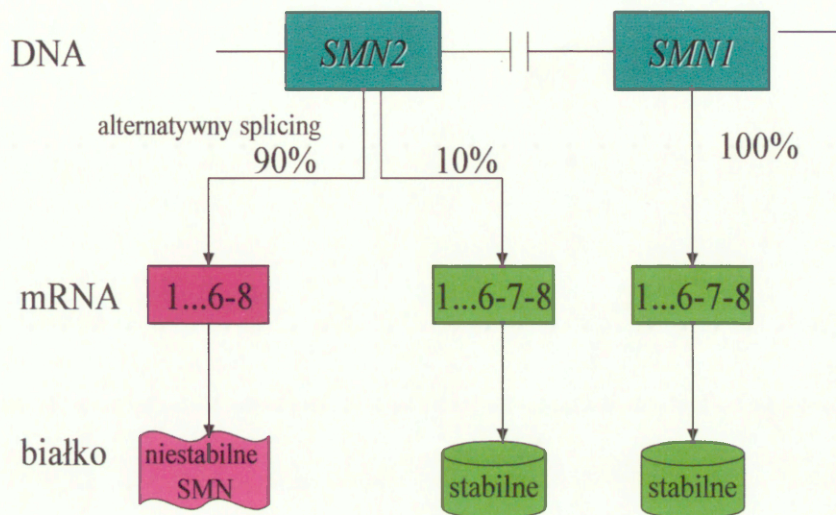 DNA
SMN2
SMN1
alternatywny splicing
90%
10%
100%
mRNA
1...6-8
1...6-7-8
1...6-7-8
białko
niestabilne
SMN
stabilne
stabilne